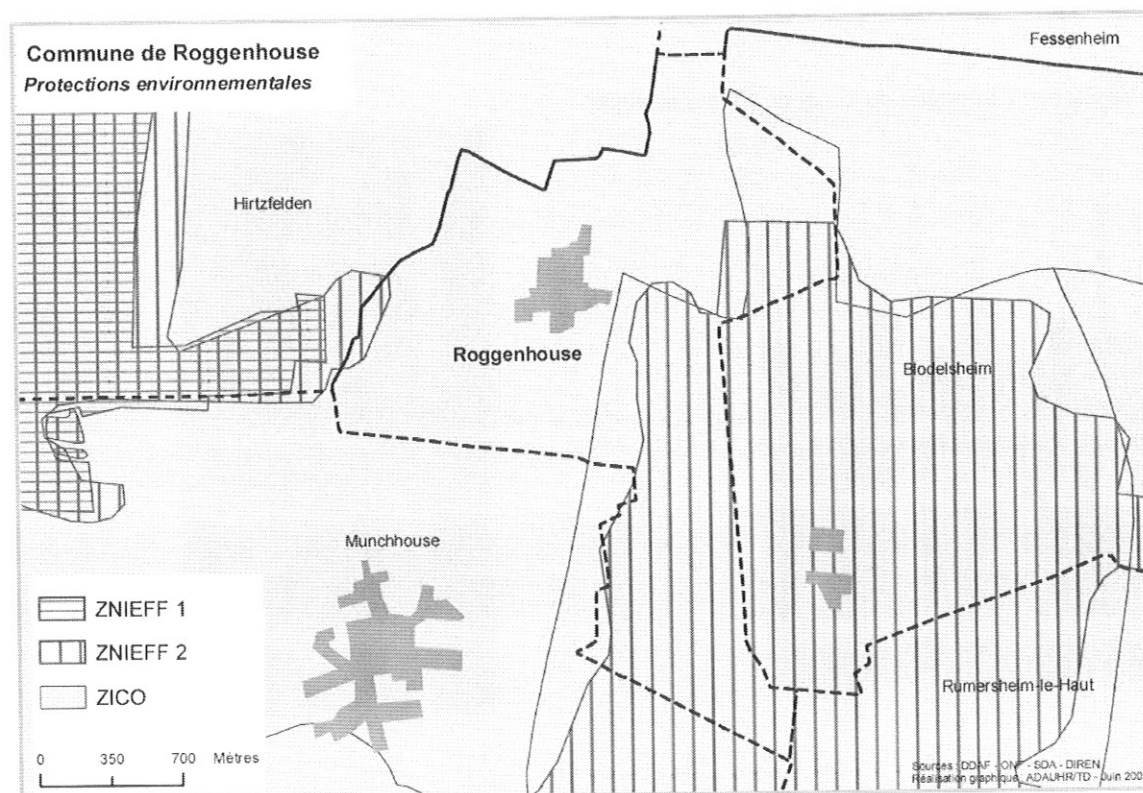 Commune de Roggenhouse
Protections environnementales
Fessenheim
Hirtzfelden
Roggenhouse
Blodelsheim
Munchhouse
Rumersheim-le-Haut
ZNIEFF 1
ZNIEFF 2
ZICO
0 350 700 Mètres
Sources : DDAF - ONF - SDA - DIREN
Réalisation graphique: ADAUHR/TD - Juin